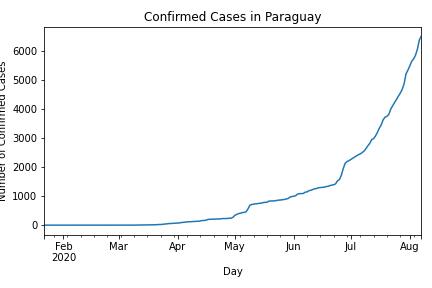 Confirmed Cases in Paraguay
Number of Confirmed Cases
6000
5000
4000
3000
2000
1000
0
Feb Mar Apr May Jun Jul Aug
2020
Day